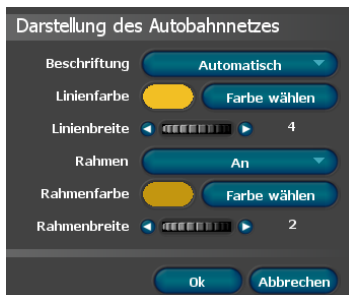 Darstellung des Autobahnnetzes
Beschriftung Automatisch
Linienfarbe Farbe wählen
Linienbreite 4
Rahmen An
Rahmenfarbe Farbe wählen
Rahmenbreite 2
Ok Abbrechen